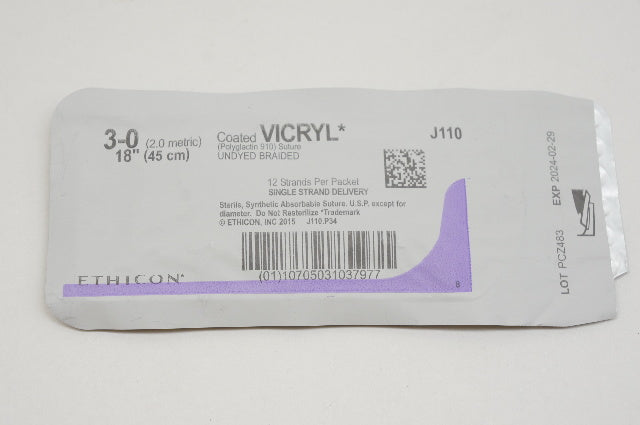 3-0 (2.0 metric)
18" (45 cm)
Coated VICRYL*
(Polyglactin 910) Suture
UNDYED BRAIDED
J110
12 Strands Per Packet
SINGLE STRAND DELIVERY
Sterile, Synthetic Absorbable Suture. U.S.P. except for
diameter. Do Not Resterilize *Trademark
© ETHICON, INC 2015 J110.P34
(01)10705031037977
ETHICON*
8
LOT PCZ483 EXP 2024-02-29